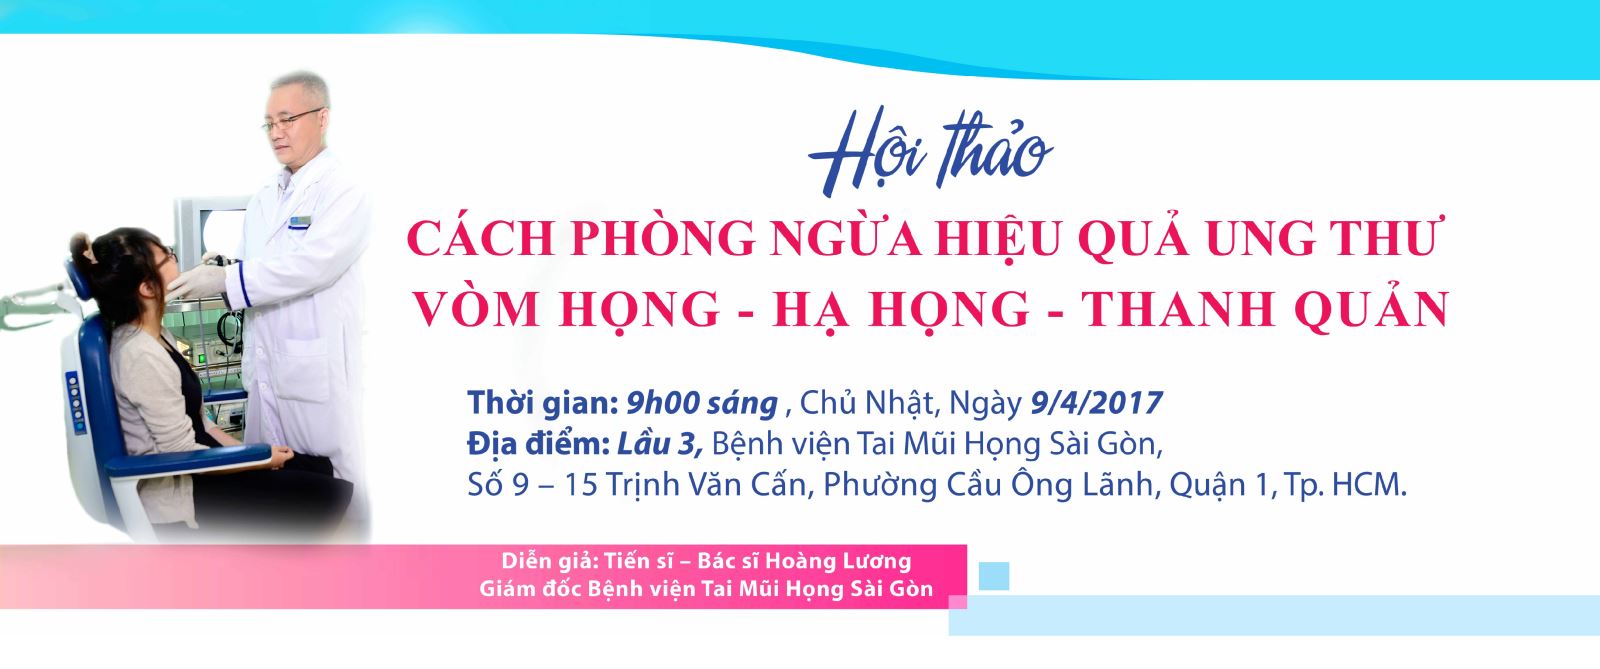 Hội thảo
CÁCH PHÒNG NGỪA HIỆU QUẢ UNG THƯ
VÒM HỌNG - HẠ HỌNG - THANH QUẢN
Thời gian: 9h00 sáng , Chủ Nhật, Ngày 9/4/2017
Địa điểm: Lầu 3, Bệnh viện Tai Mũi Họng Sài Gòn,
Số 9 – 15 Trịnh Văn Cấn, Phường Cầu Ông Lãnh, Quận 1, Tp. HCM.
Diễn giả: Tiến sĩ – Bác sĩ Hoàng Lương
Giám đốc Bệnh viện Tai Mũi Họng Sài Gòn